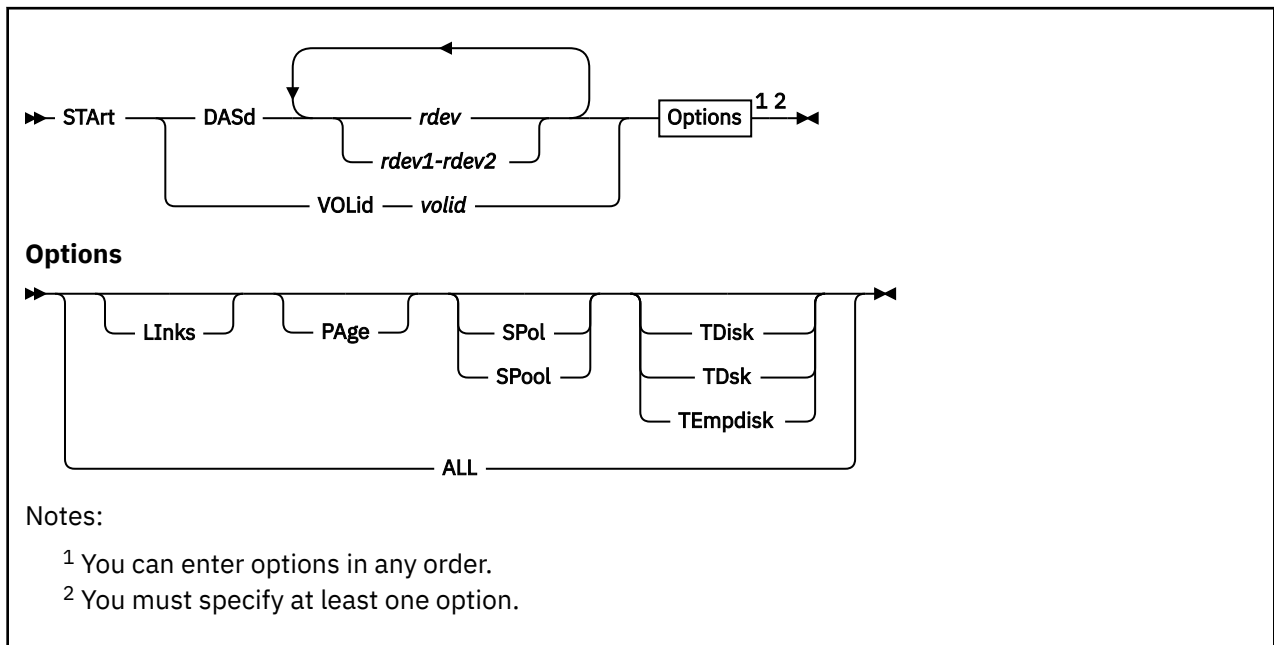 STArt DASd rdev Options 1 2
rdev1-rdev2
VOLid volid
Options
LInks PAge SPol TDisk
SPool TDsk
TEmpdisk
ALL
Notes:
1 You can enter options in any order.
2 You must specify at least one option.